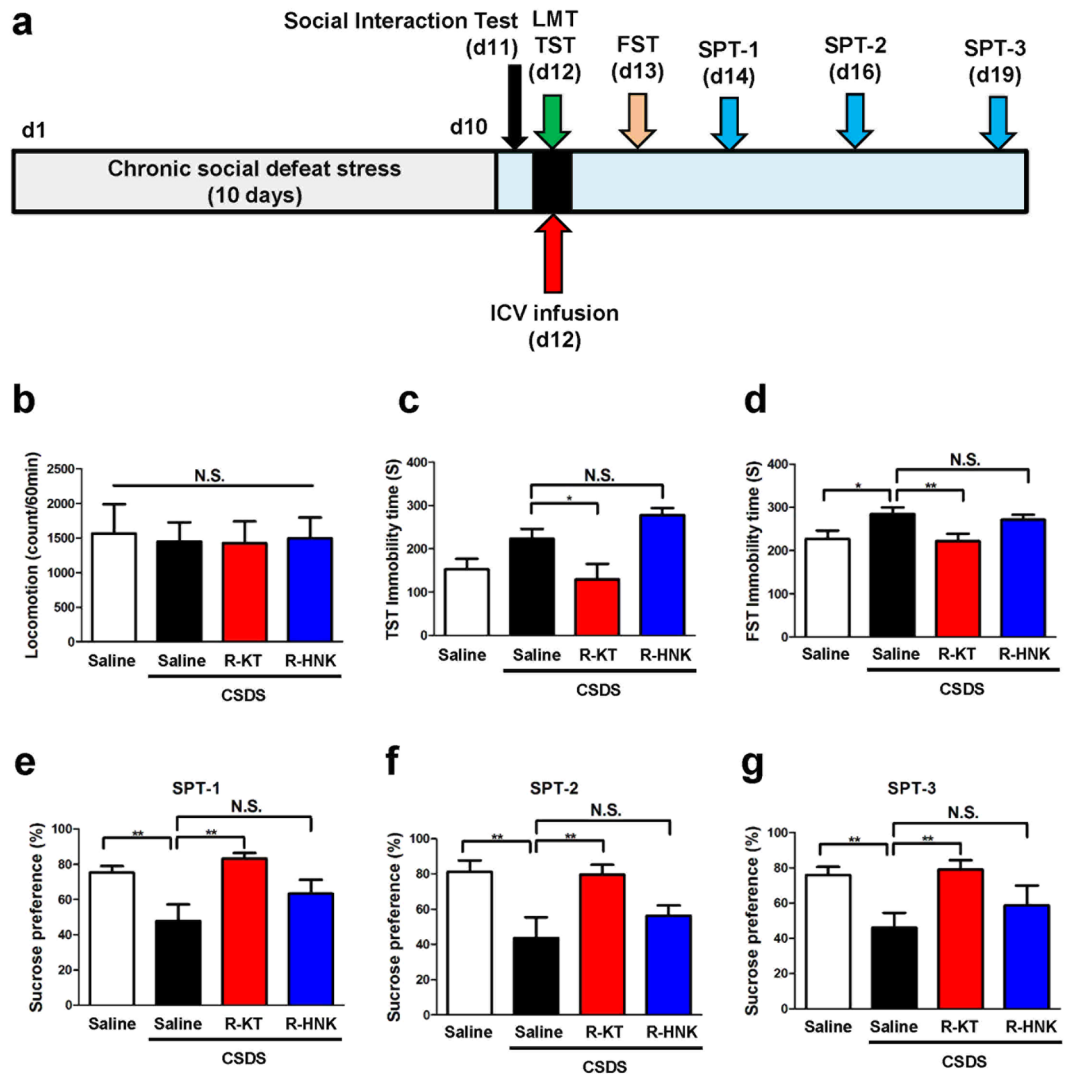 a
Social Interaction Test
(d11)
LMT
TST
(d12)
FST
(d13)
SPT-1
(d14)
SPT-2
(d16)
SPT-3
(d19)
d1
d10
Chronic social defeat stress
(10 days)
ICV infusion
(d12)
b
Locomotion (count/60min)
2500
2000
1500
1000
500
0
N.S.
Saline
Saline
R-KT
R-HNK
CSDS
c
TST Immobility time (S)
400
300
200
100
0
N.S.
*
Saline
Saline
R-KT
R-HNK
CSDS
d
FST Immobility time (S)
400
300
200
100
0
N.S.
*
**
Saline
Saline
R-KT
R-HNK
CSDS
e
SPT-1
Sucrose preference (%)
100
80
60
40
20
0
N.S.
**
**
Saline
Saline
R-KT
R-HNK
CSDS
f
SPT-2
Sucrose preference (%)
100
80
60
40
20
0
N.S.
**
**
Saline
Saline
R-KT
R-HNK
CSDS
g
SPT-3
Sucrose preference (%)
100
80
60
40
20
0
N.S.
**
**
Saline
Saline
R-KT
R-HNK
CSDS